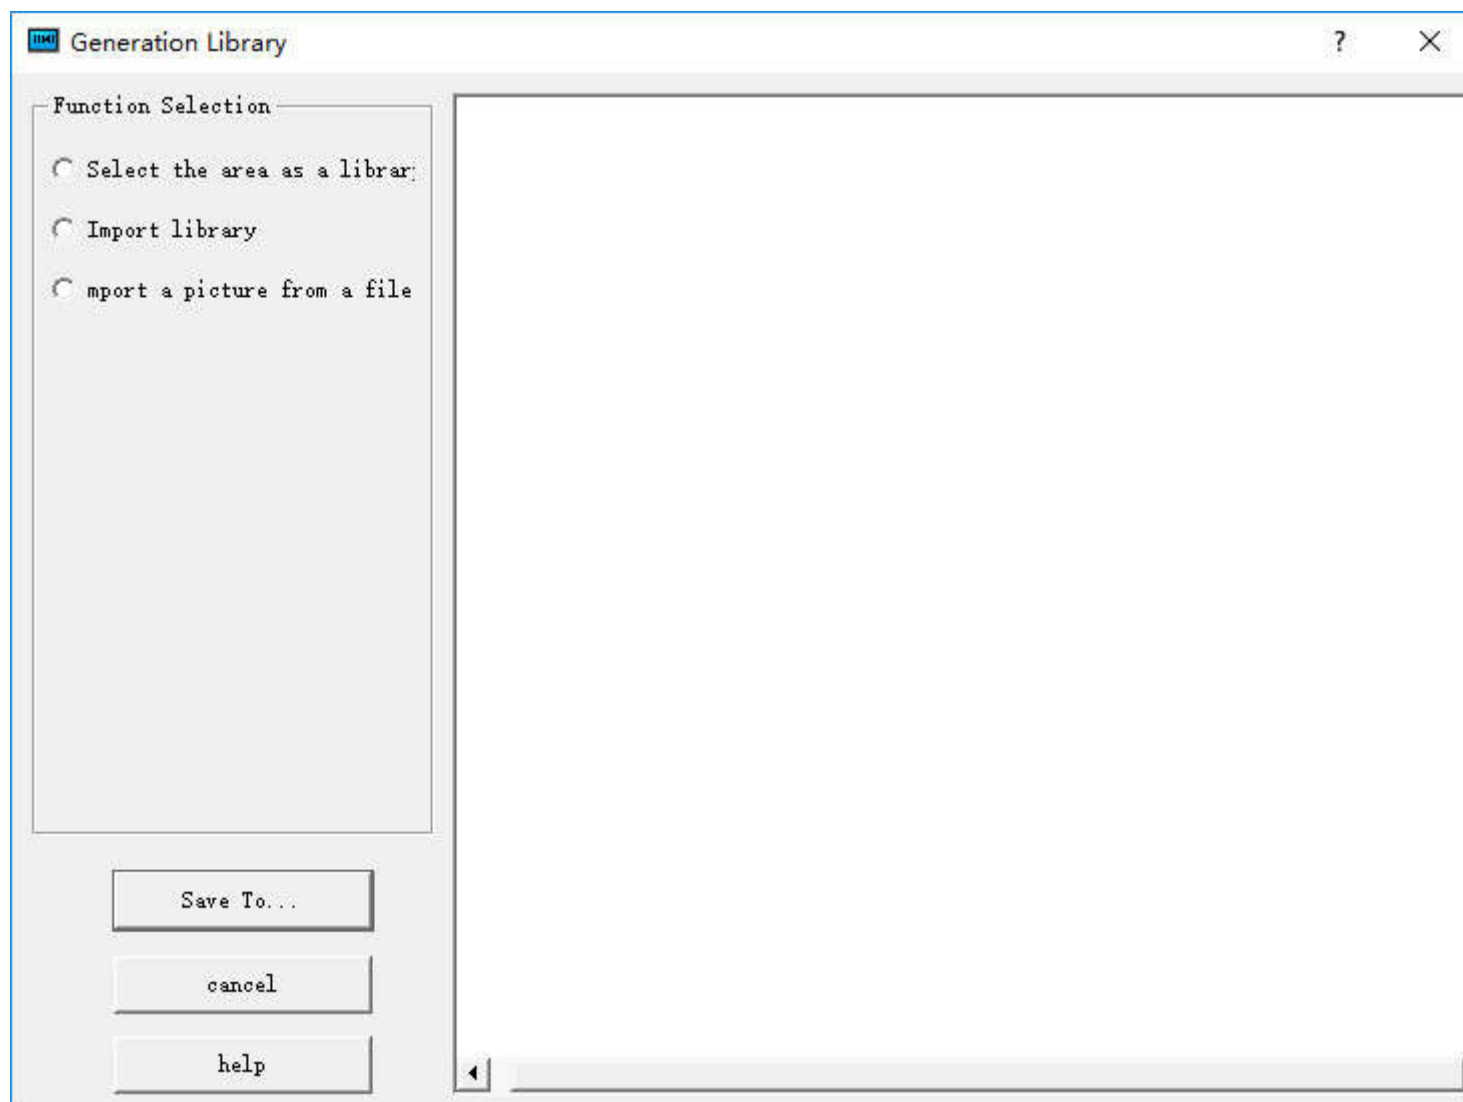 Generation Library
?
Function Selection
Select the area as a librar
Import library
mport a picture from a file
Save To...
cancel
help